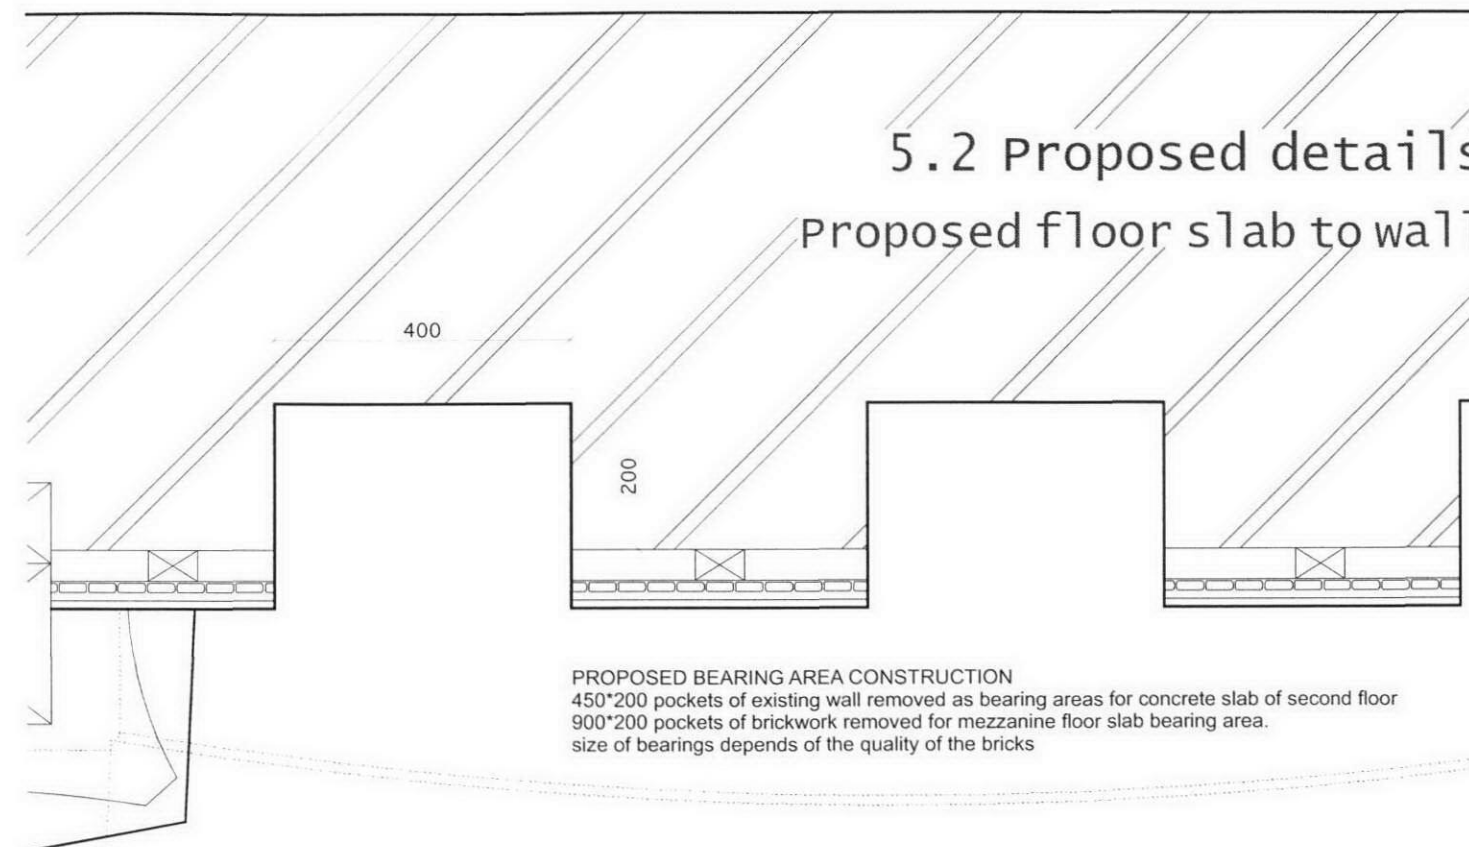 5.2 Proposed details
Proposed floor slab to wall
400
200
PROPOSED BEARING AREA CONSTRUCTION
450*200 pockets of existing wall removed as bearing areas for concrete slab of second floor
900*200 pockets of brickwork removed for mezzanine floor slab bearing area.
size of bearings depends of the quality of the bricks